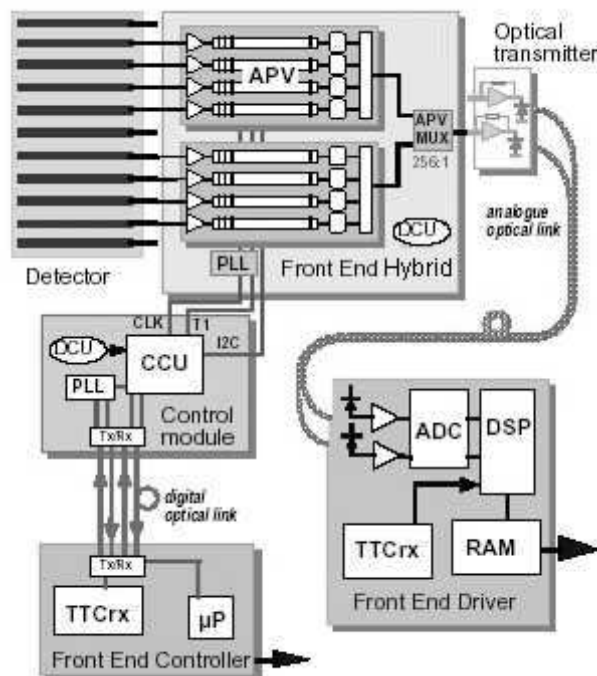 Optical
transmitter
APV
APV
MUX
256:1
analogue
optical link
DCU
PLL
Front End Hybrid
Detector
CLK
T1
I2C
DCU
CCU
PLL
Control
module
Tx/Rx
digital
optical link
ADC
DSP
TTCrx
RAM
Front End Driver
Tx/Rx
TTCrx
µP
Front End Controller